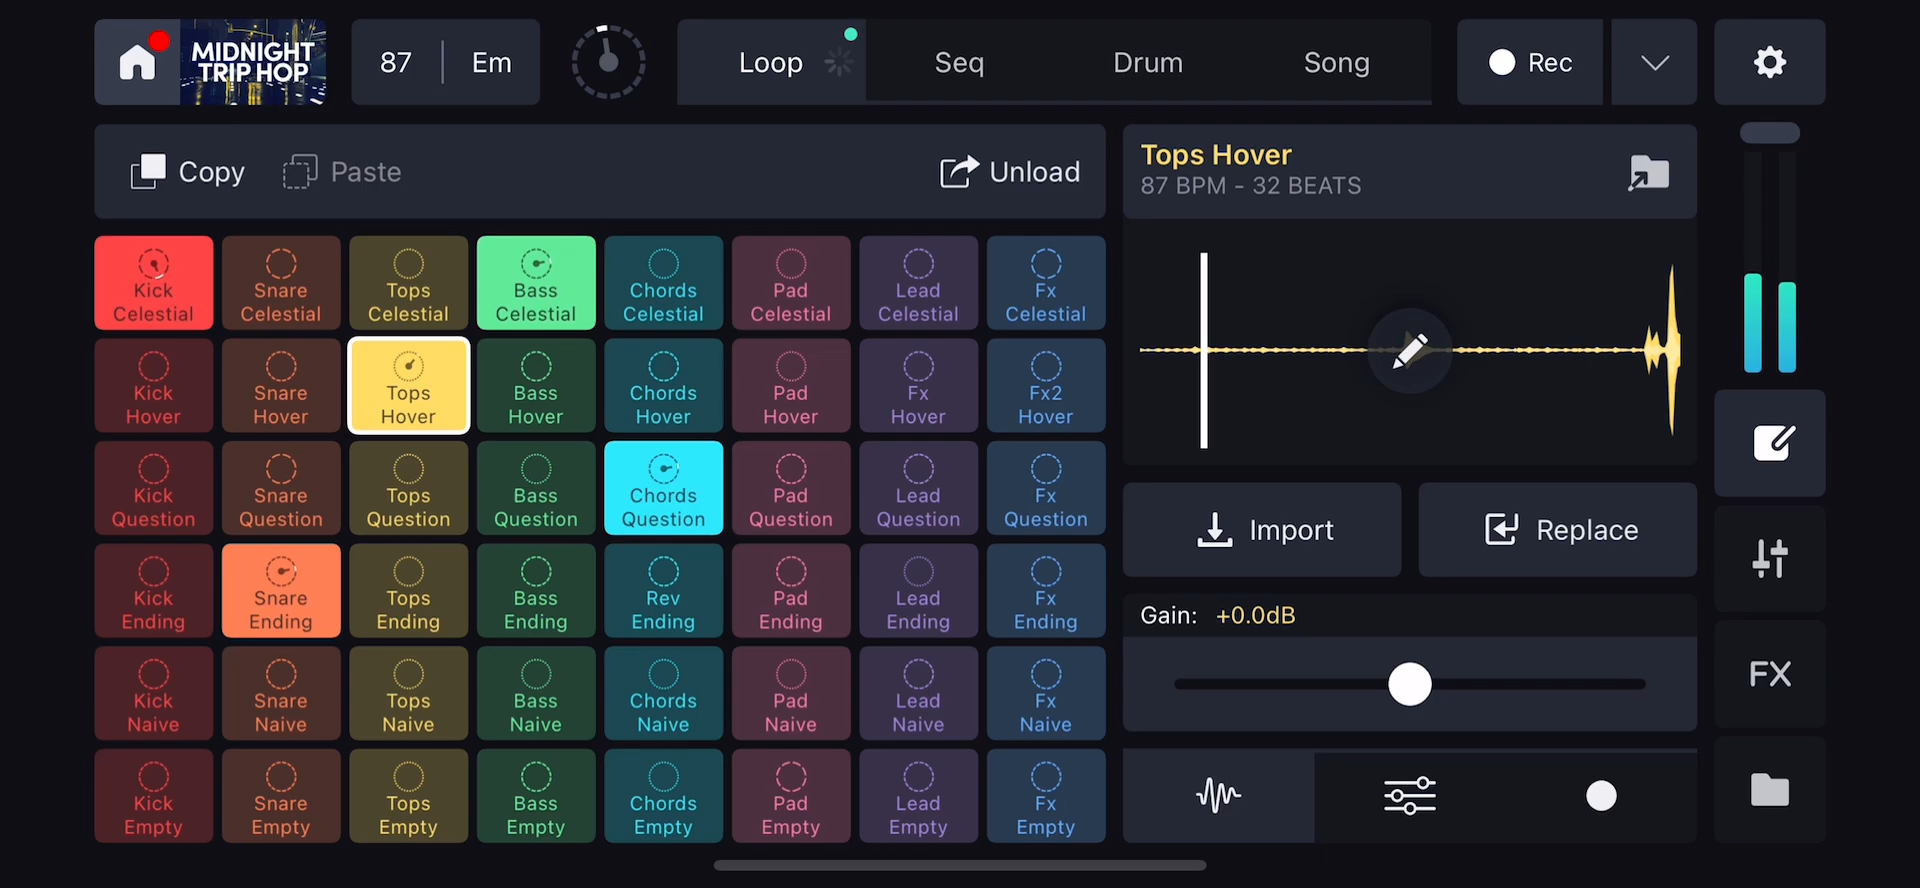 MIDNIGHT
TRIP HOP
87
Em
Loop
Seq
Drum
Song
Rec
Copy
Paste
Unload
Tops Hover
87 BPM - 32 BEATS
Kick
Celestial
Snare
Celestial
Tops
Celestial
Bass
Celestial
Chords
Celestial
Pad
Celestial
Lead
Celestial
Fx
Celestial
Kick
Hover
Snare
Hover
Tops
Hover
Bass
Hover
Chords
Hover
Pad
Hover
Fx
Hover
Fx2
Hover
Kick
Question
Snare
Question
Tops
Question
Bass
Question
Chords
Question
Pad
Question
Lead
Question
Fx
Question
Kick
Ending
Snare
Ending
Tops
Ending
Bass
Ending
Rev
Ending
Pad
Ending
Lead
Ending
Fx
Ending
Kick
Naive
Snare
Naive
Tops
Naive
Bass
Naive
Chords
Naive
Pad
Naive
Lead
Naive
Fx
Naive
Kick
Empty
Snare
Empty
Tops
Empty
Bass
Empty
Chords
Empty
Pad
Empty
Lead
Empty
Fx
Empty
Import
Replace
Gain: +0.0dB
FX